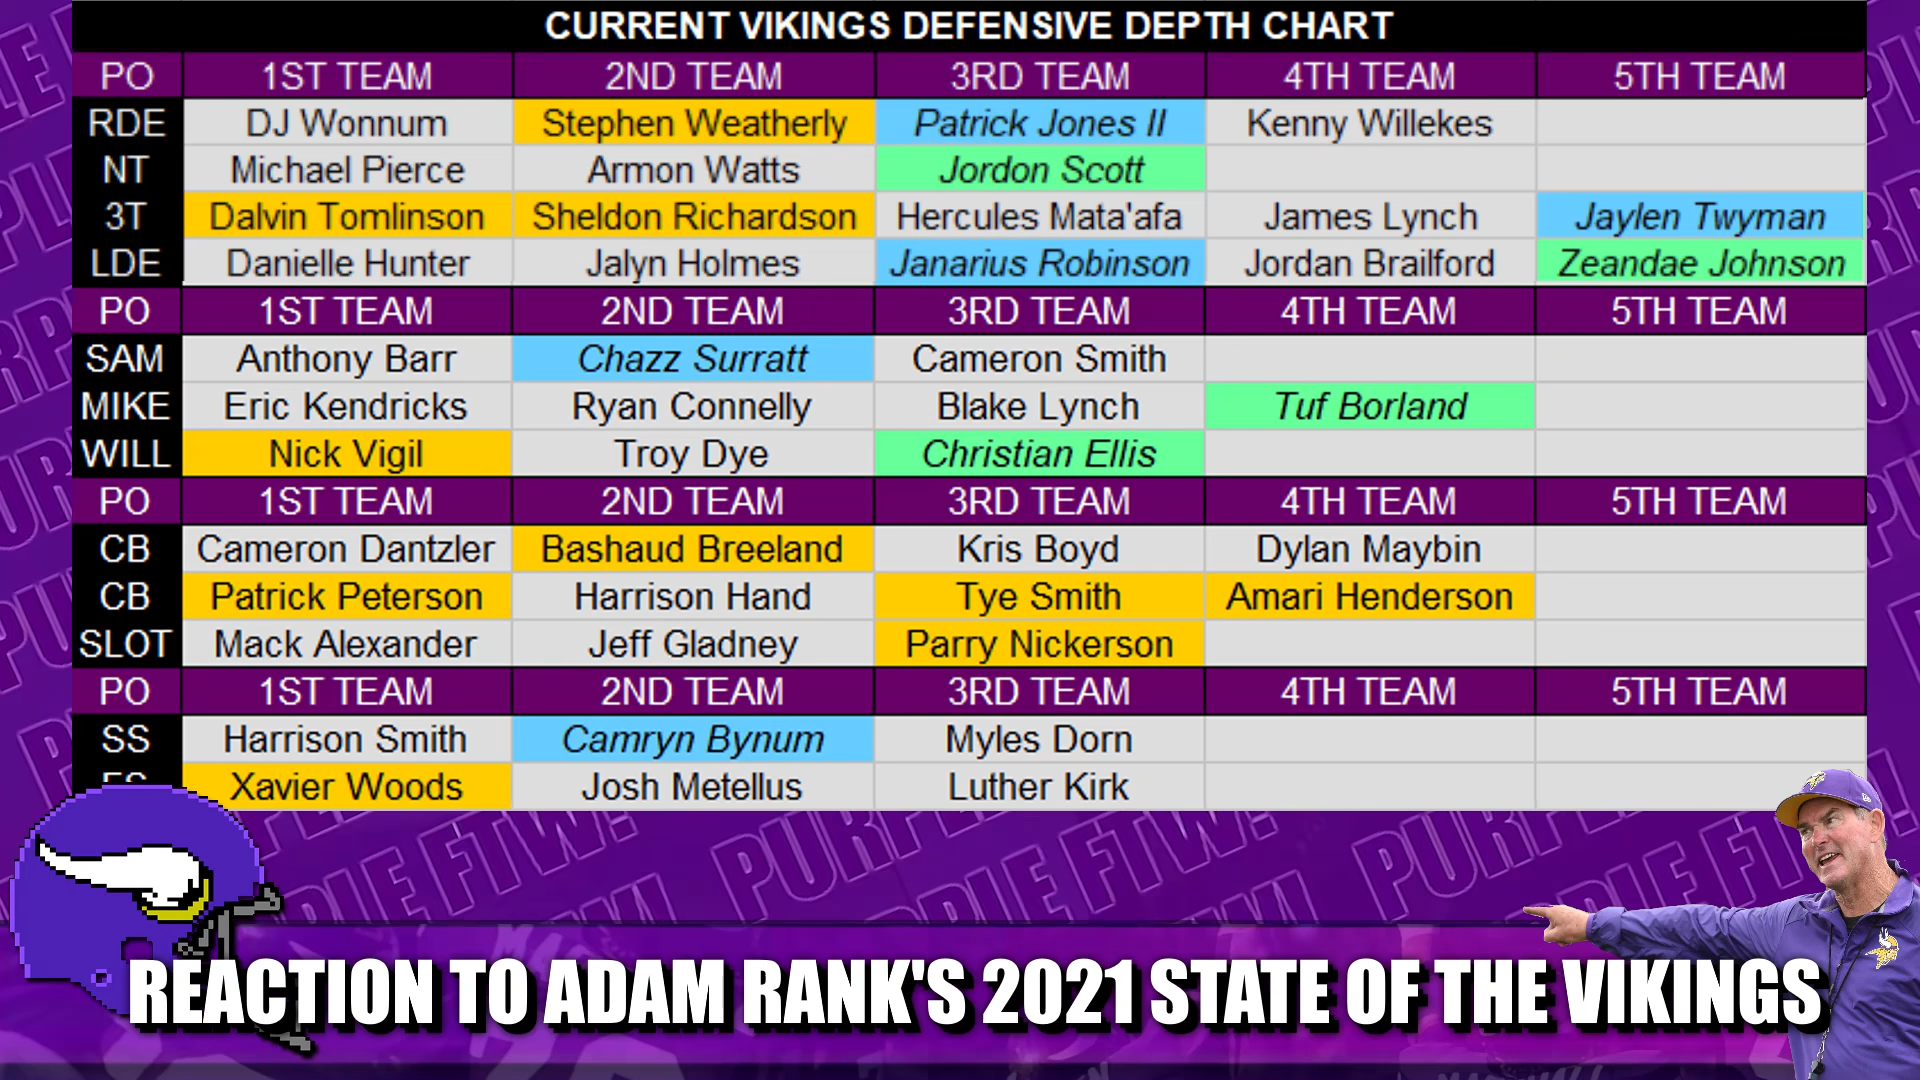 CURRENT VIKINGS DEFENSIVE DEPTH CHART
PO 1ST TEAM 2ND TEAM 3RD TEAM 4TH TEAM 5TH TEAM
RDE DJ Wonnum Stephen Weatherly Patrick Jones II Kenny Willekes
NT Michael Pierce Armon Watts Jordon Scott
3T Dalvin Tomlinson Sheldon Richardson Hercules Mata'afa James Lynch Jaylen Twyman
LDE Danielle Hunter Jalyn Holmes Janarius Robinson Jordan Brailford Zeandae Johnson
PO 1ST TEAM 2ND TEAM 3RD TEAM 4TH TEAM 5TH TEAM
SAM Anthony Barr Chazz Surratt Cameron Smith
MIKE Eric Kendricks Ryan Connelly Blake Lynch Tuf Borland
WILL Nick Vigil Troy Dye Christian Ellis
PO 1ST TEAM 2ND TEAM 3RD TEAM 4TH TEAM 5TH TEAM
CB Cameron Dantzler Bashaud Breeland Kris Boyd Dylan Maybin
CB Patrick Peterson Harrison Hand Tye Smith Amari Henderson
SLOT Mack Alexander Jeff Gladney Parry Nickerson
PO 1ST TEAM 2ND TEAM 3RD TEAM 4TH TEAM 5TH TEAM
SS Harrison Smith Camryn Bynum Myles Dorn
Xavier Woods Josh Metellus Luther Kirk
PURPLE FTW!
REACTION TO ADAM RANK'S 2021 STATE OF THE VIKINGS